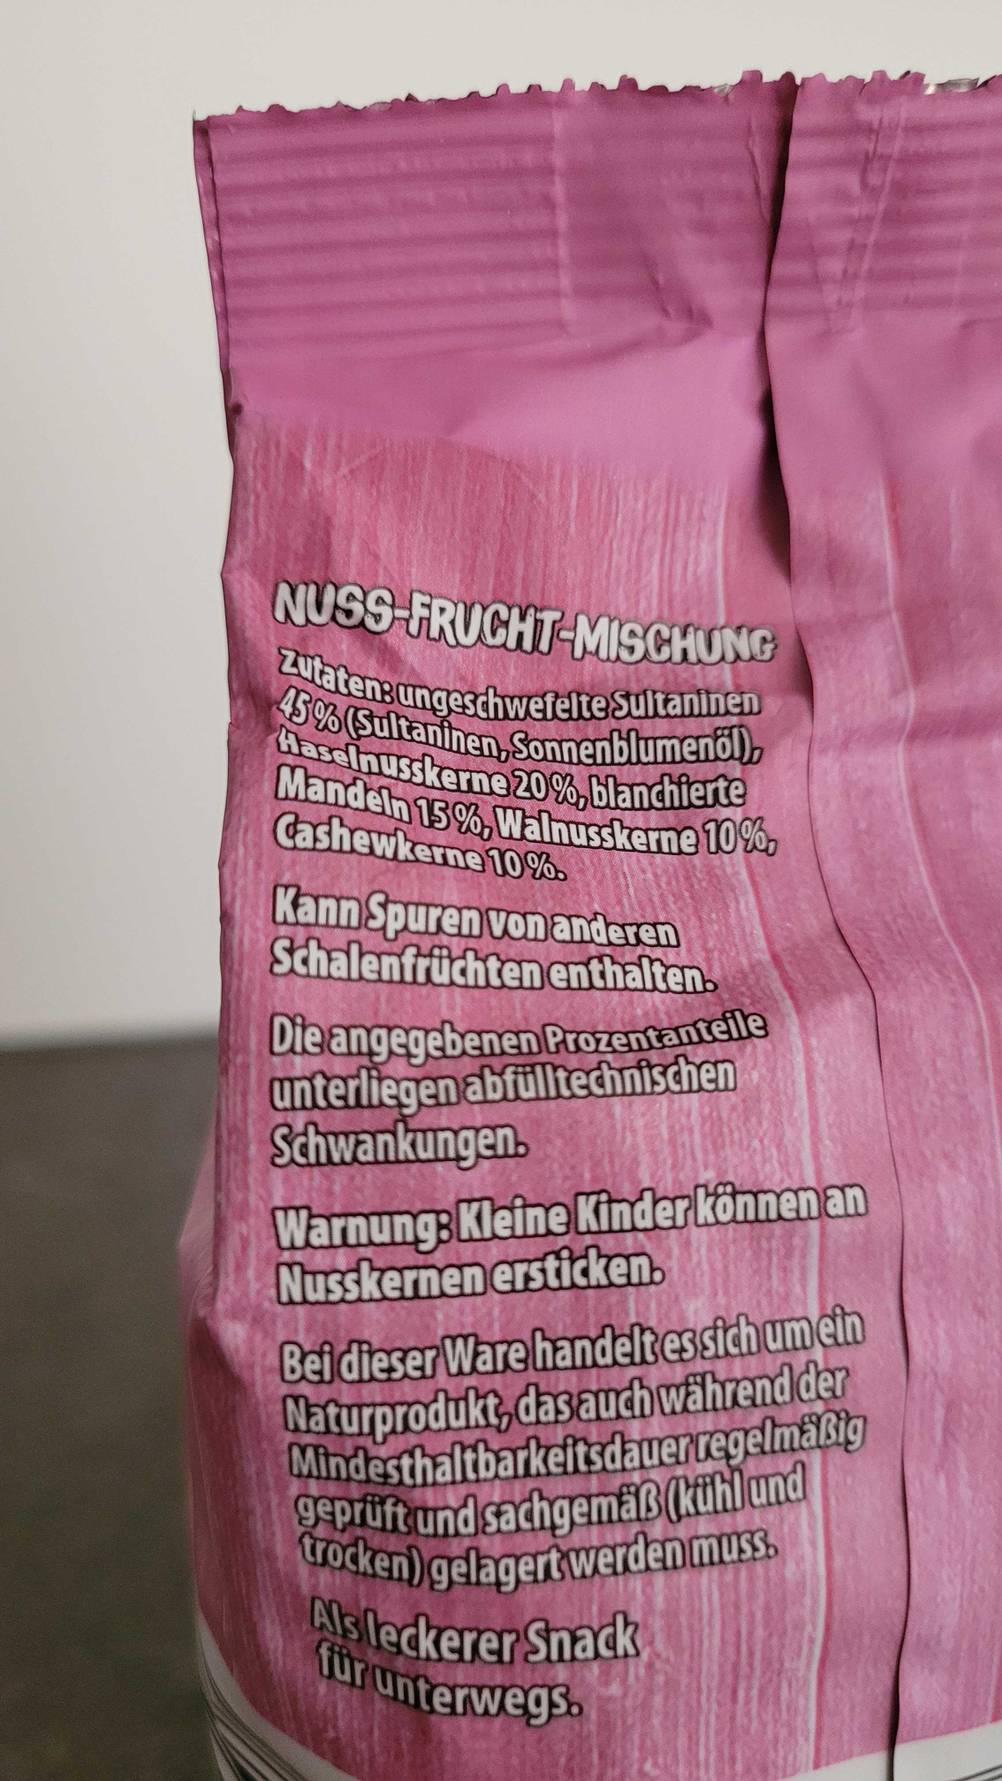 NUSS-FRUCHT-MISCHUNG
Zutaten: ungeschwefelte Sultaninen
45 % (Sultaninen, Sonnenblumenöl),
Haselnusskerne 20 %, blanchierte
Mandeln 15 %, Walnusskerne 10 %,
Cashewkerne 10 %.
Kann Spuren von anderen
Schalenfrüchten enthalten.
Die angegebenen Prozentanteile
unterliegen abfülltechnischen
Schwankungen.
Warnung: Kleine Kinder können an
Nusskernen ersticken.
Bei dieser Ware handelt es sich um ein
Naturprodukt, das auch während der
Mindesthaltbarkeitsdauer regelmäßig
geprüft und sachgemäß (kühl und
trocken) gelagert werden muss.
Als leckerer Snack
für unterwegs.